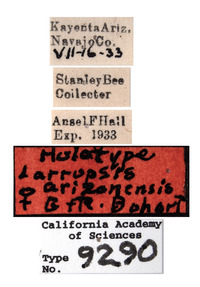 Kayenta Ariz,
Navajo Co.
VII-16-33
Stanley Bee
Collecter
Ansel F Hall
Exp. 1933
Holotype
Larropsis
arizonensis
♀ B+R. Bohart
California Academy
of Sciences
Type
No. 9290